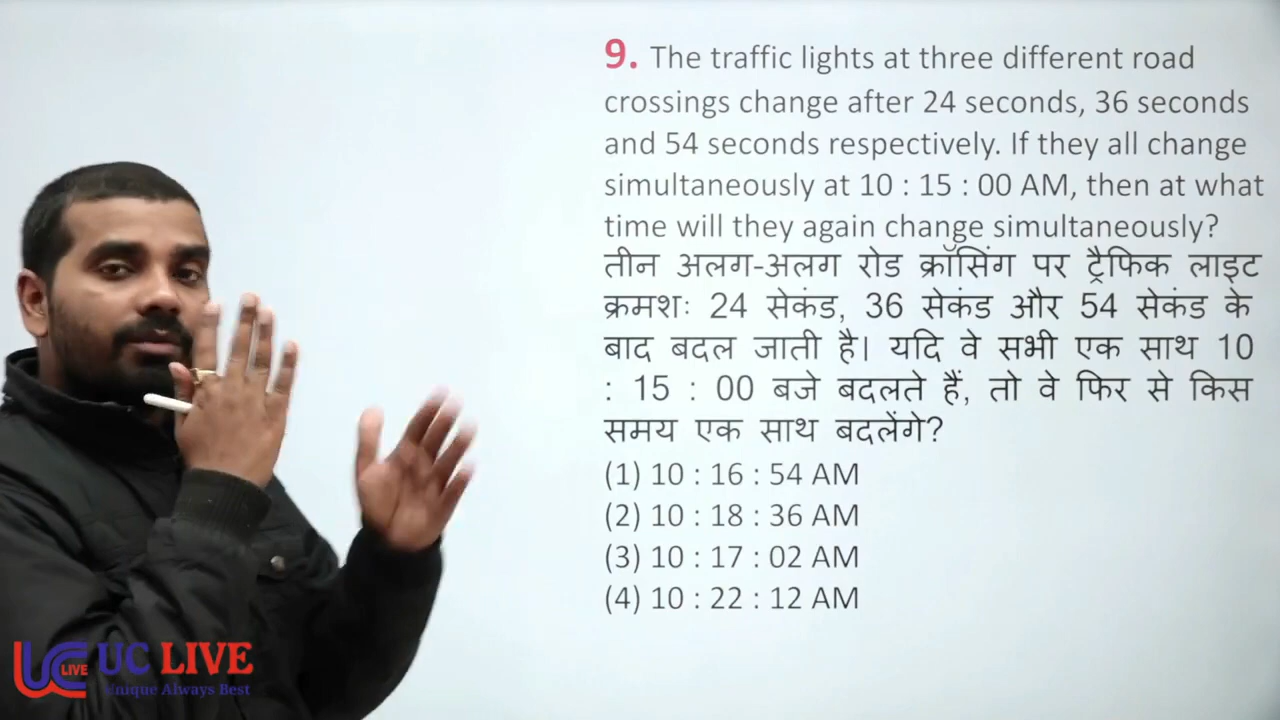 9. The traffic lights at three different road
crossings change after 24 seconds, 36 seconds
and 54 seconds respectively. If they all change
simultaneously at 10 : 15 : 00 AM, then at what
time will they again change simultaneously?
तीन अलग-अलग रोड क्रॉसिंग पर ट्रैफिक लाइट
क्रमशः 24 सेकंड, 36 सेकंड और 54 सेकंड के
बाद बदल जाती है। यदि वे सभी एक साथ 10
: 15 : 00 बजे बदलते हैं, तो वे फिर से किस
समय एक साथ बदलेंगे?
(1) 10 : 16 : 54 AM
(2) 10 : 18 : 36 AM
(3) 10 : 17 : 02 AM
(4) 10 : 22 : 12 AM
UC LIVE UC LIVE
Unique Always Best